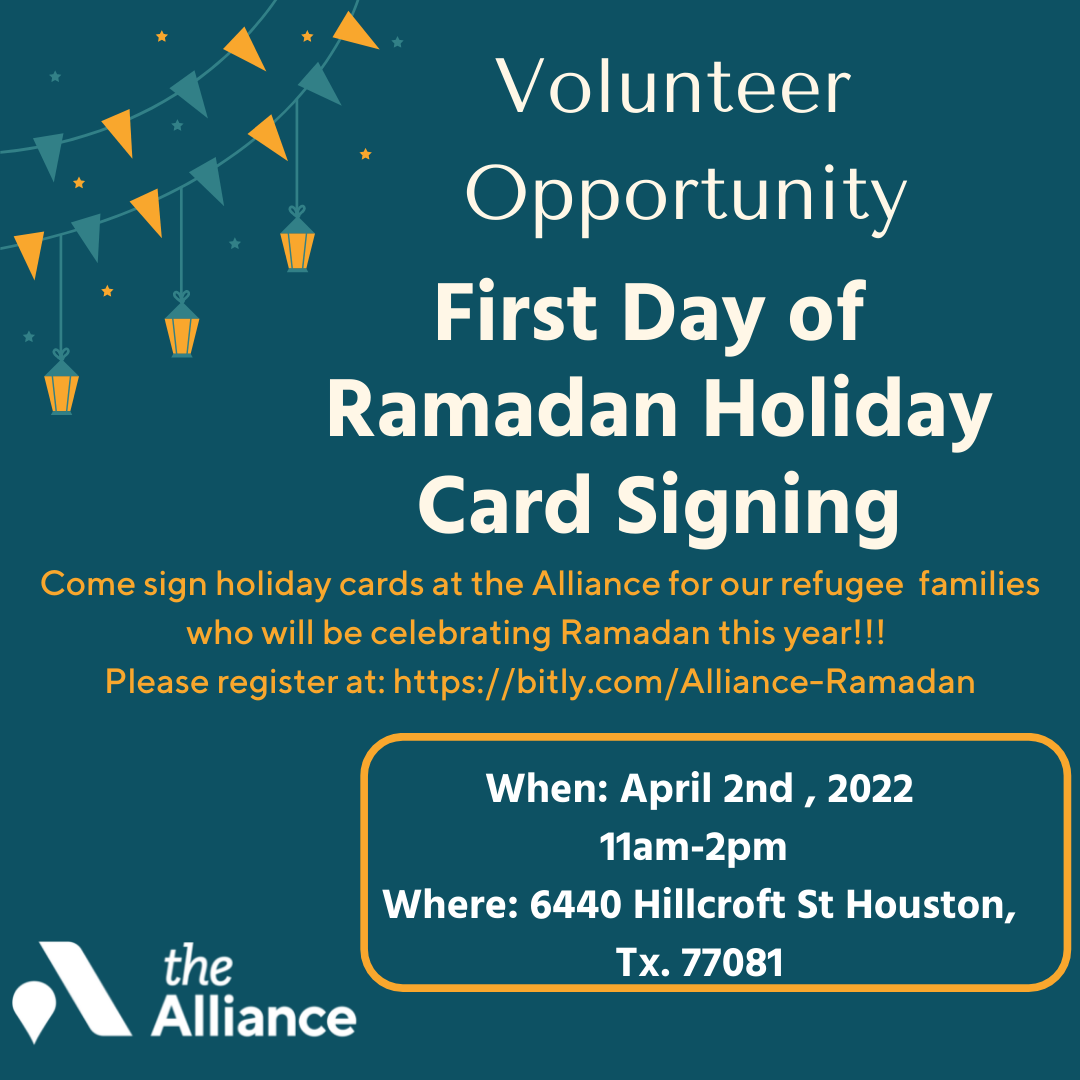 Volunteer
Opportunity
First Day of
Ramadan Holiday
Card Signing
Come sign holiday cards at the Alliance for our refugee families
who will be celebrating Ramadan this year!!!
Please register at: https://bitly.com/Alliance-Ramadan
When: April 2nd , 2022
11am-2pm
Where: 6440 Hillcroft St Houston,
Tx. 77081
the
Alliance